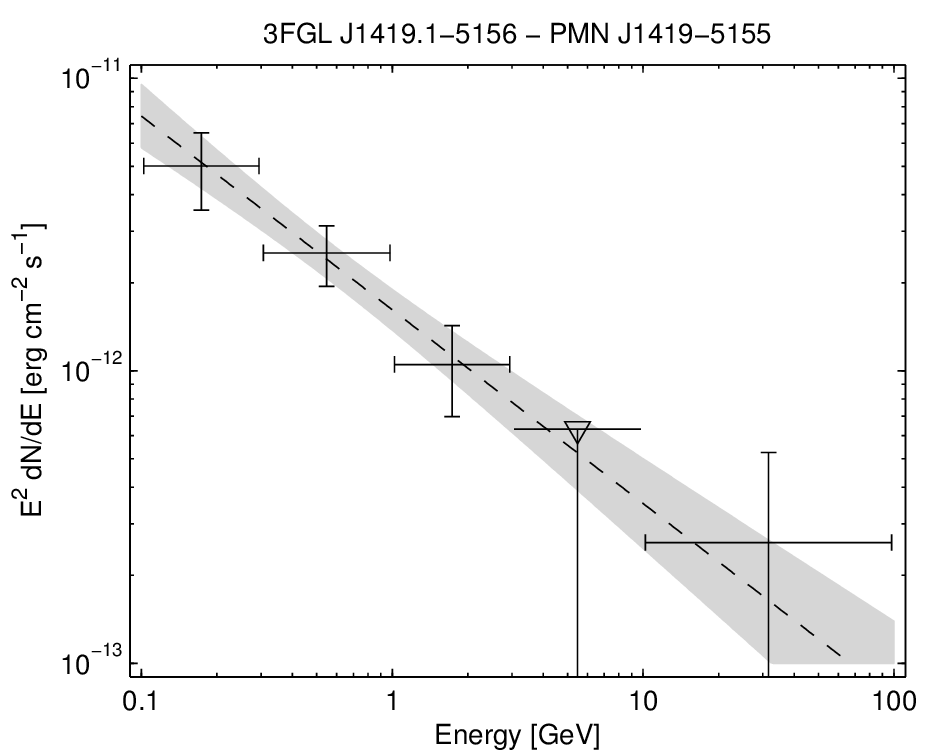 3FGL J1419.1−5156 − PMN J1419−5155
E² dN/dE [erg cm⁻² s⁻¹]
10⁻¹¹
10⁻¹²
10⁻¹³
0.1 1 10 100
Energy [GeV]